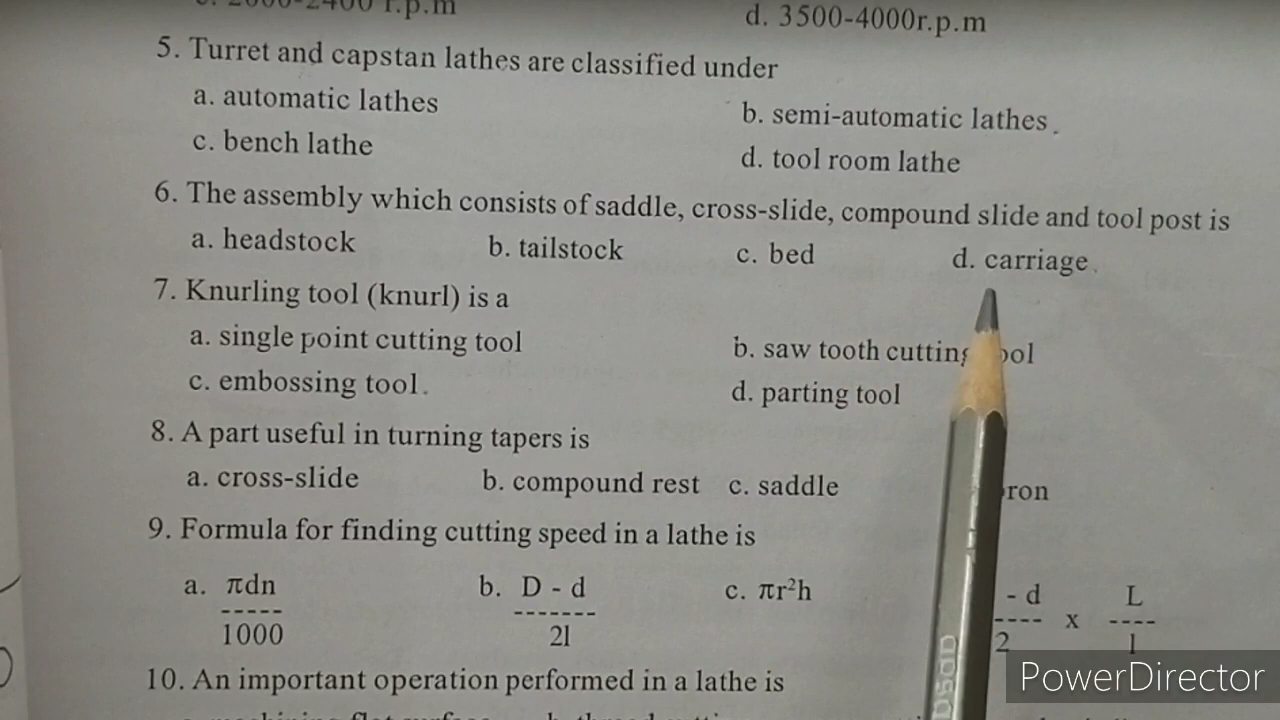 r.p.m
d. 3500-4000r.p.m
5. Turret and capstan lathes are classified under
a. automatic lathes
b. semi-automatic lathes
c. bench lathe
d. tool room lathe
6. The assembly which consists of saddle, cross-slide, compound slide and tool post is
a. headstock b. tailstock c. bed d. carriage
7. Knurling tool (knurl) is a
a. single point cutting tool
b. saw tooth cutting
c. embossing tool
d. parting tool
8. A part useful in turning tapers is
a. cross-slide b. compound rest c. saddle
9. Formula for finding cutting speed in a lathe is
a. πdn b. D - d c. πr²h - d L
----- ------- ---- x ----
1000 2l 2 l
10. An important operation performed in a lathe is
PowerDirector